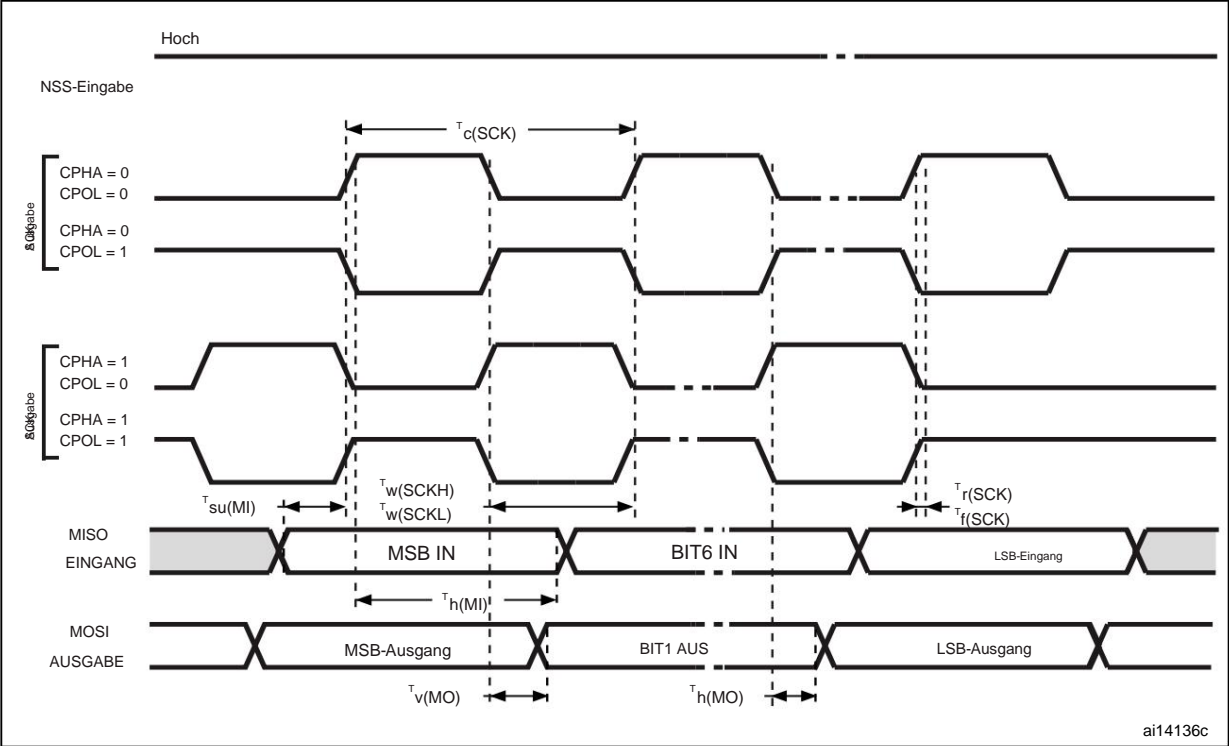 Hoch
NSS-Eingabe
Tc(SCK)
CPHA = 0
CPOL = 0
CPHA = 0
CPOL = 1
CPHA = 1
CPOL = 0
CPHA = 1
CPOL = 1
Tsu(MI)
Tw(SCKH)
Tw(SCKL)
Tr(SCK)
Tf(SCK)
MISO
EINGANG
MSB IN
BIT6 IN
LSB-Eingang
Th(MI)
MOSI
AUSGABE
MSB-Ausgang
BIT1 AUS
LSB-Ausgang
Tv(MO)
Th(MO)
ai14136c